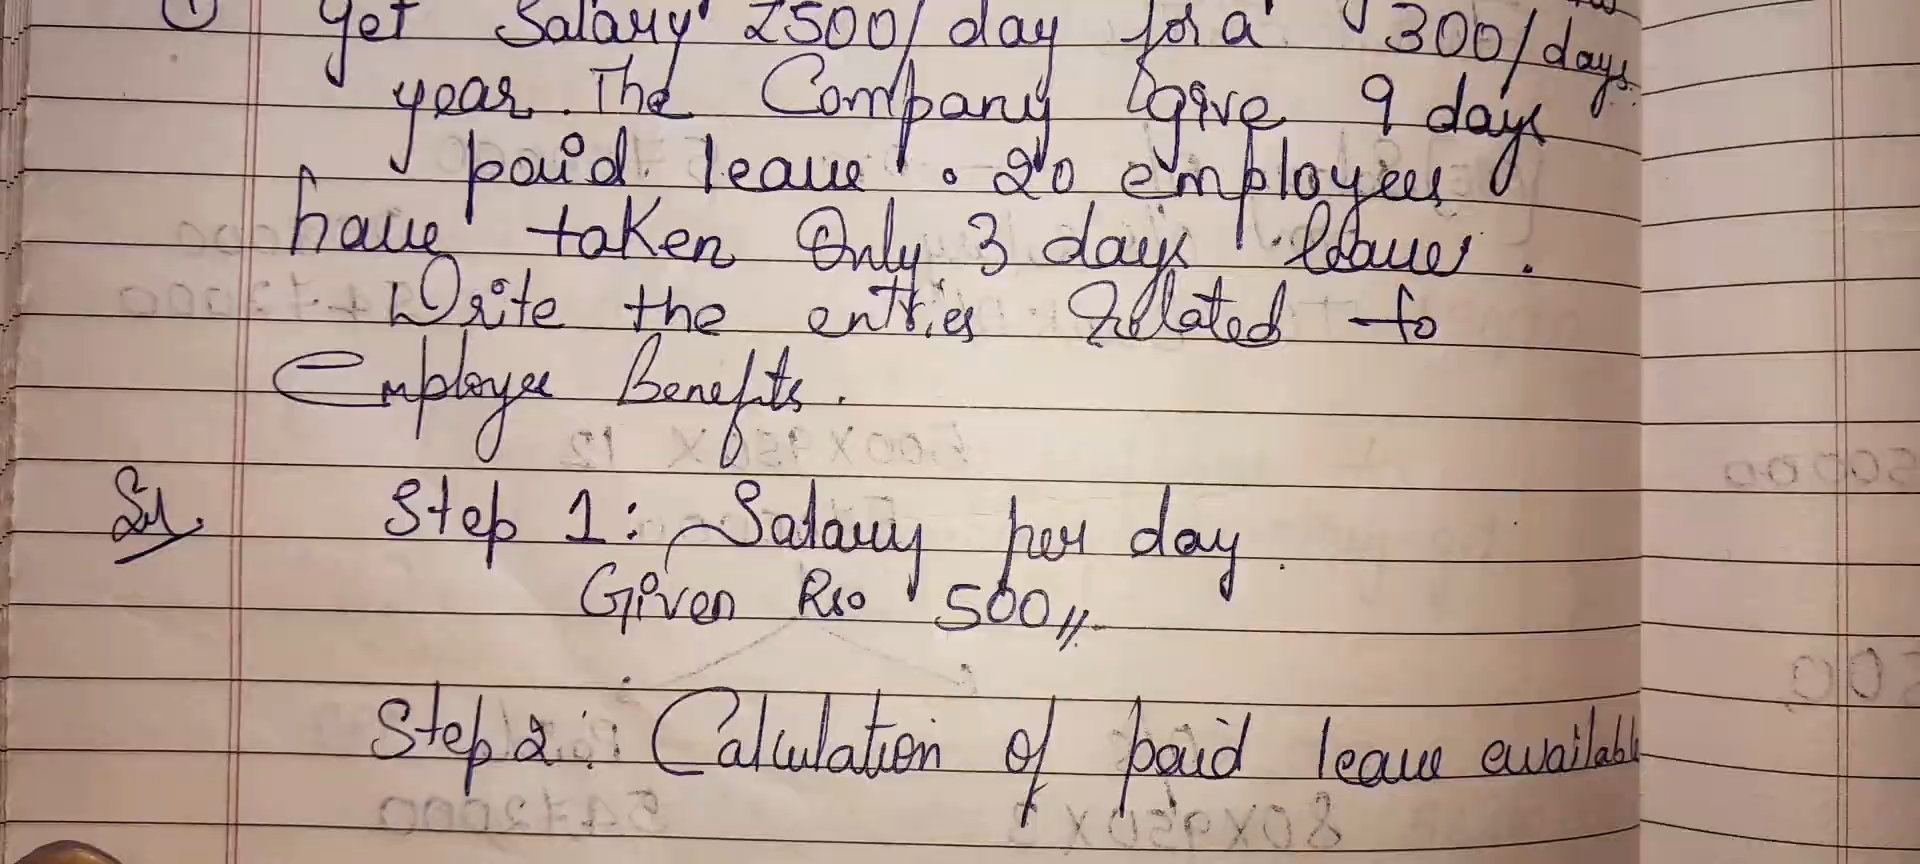 get Salary ₹500/day for a 300/days
year. The Company give 9 days
paid leave. 20 employees
have taken Only 3 days leave.
Write the entries Related to
Employee Benefits.
Sol. Step 1: Salary per day.
Given Rs. 500//-
Step 2: Calculation of paid leave available